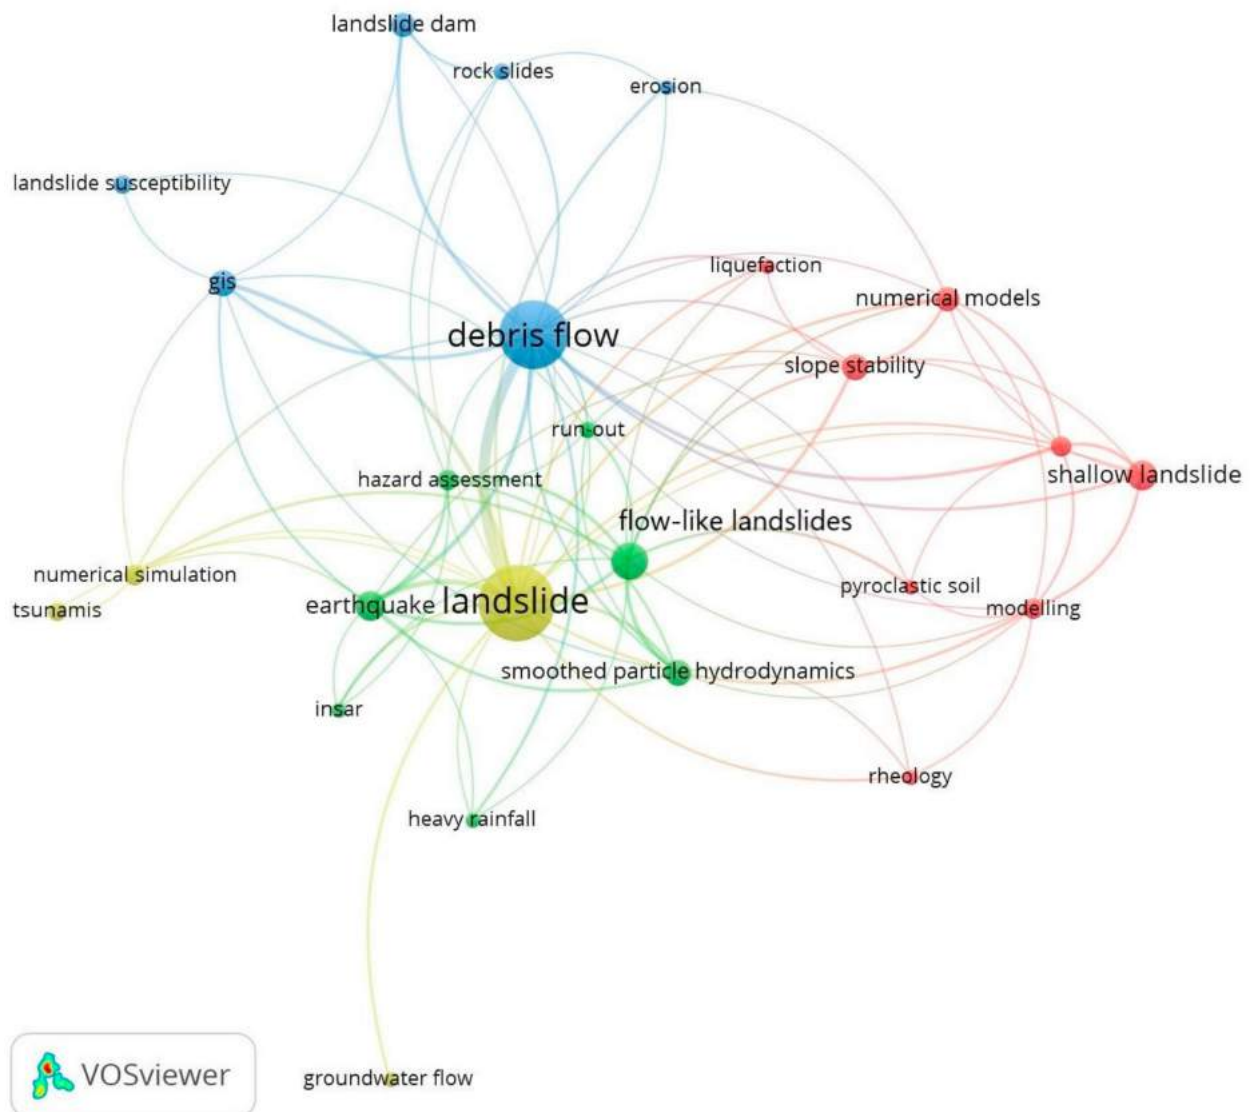 landslide dam
rock slides
erosion
landslide susceptibility
liquefaction
gis
numerical models
debris flow
slope stability
run-out
hazard assessment
shallow landslide
flow-like landslides
numerical simulation
pyroclastic soil
tsunamis
earthquake
landslide
modelling
smoothed particle hydrodynamics
insar
rheology
heavy rainfall
VOSviewer
groundwater flow